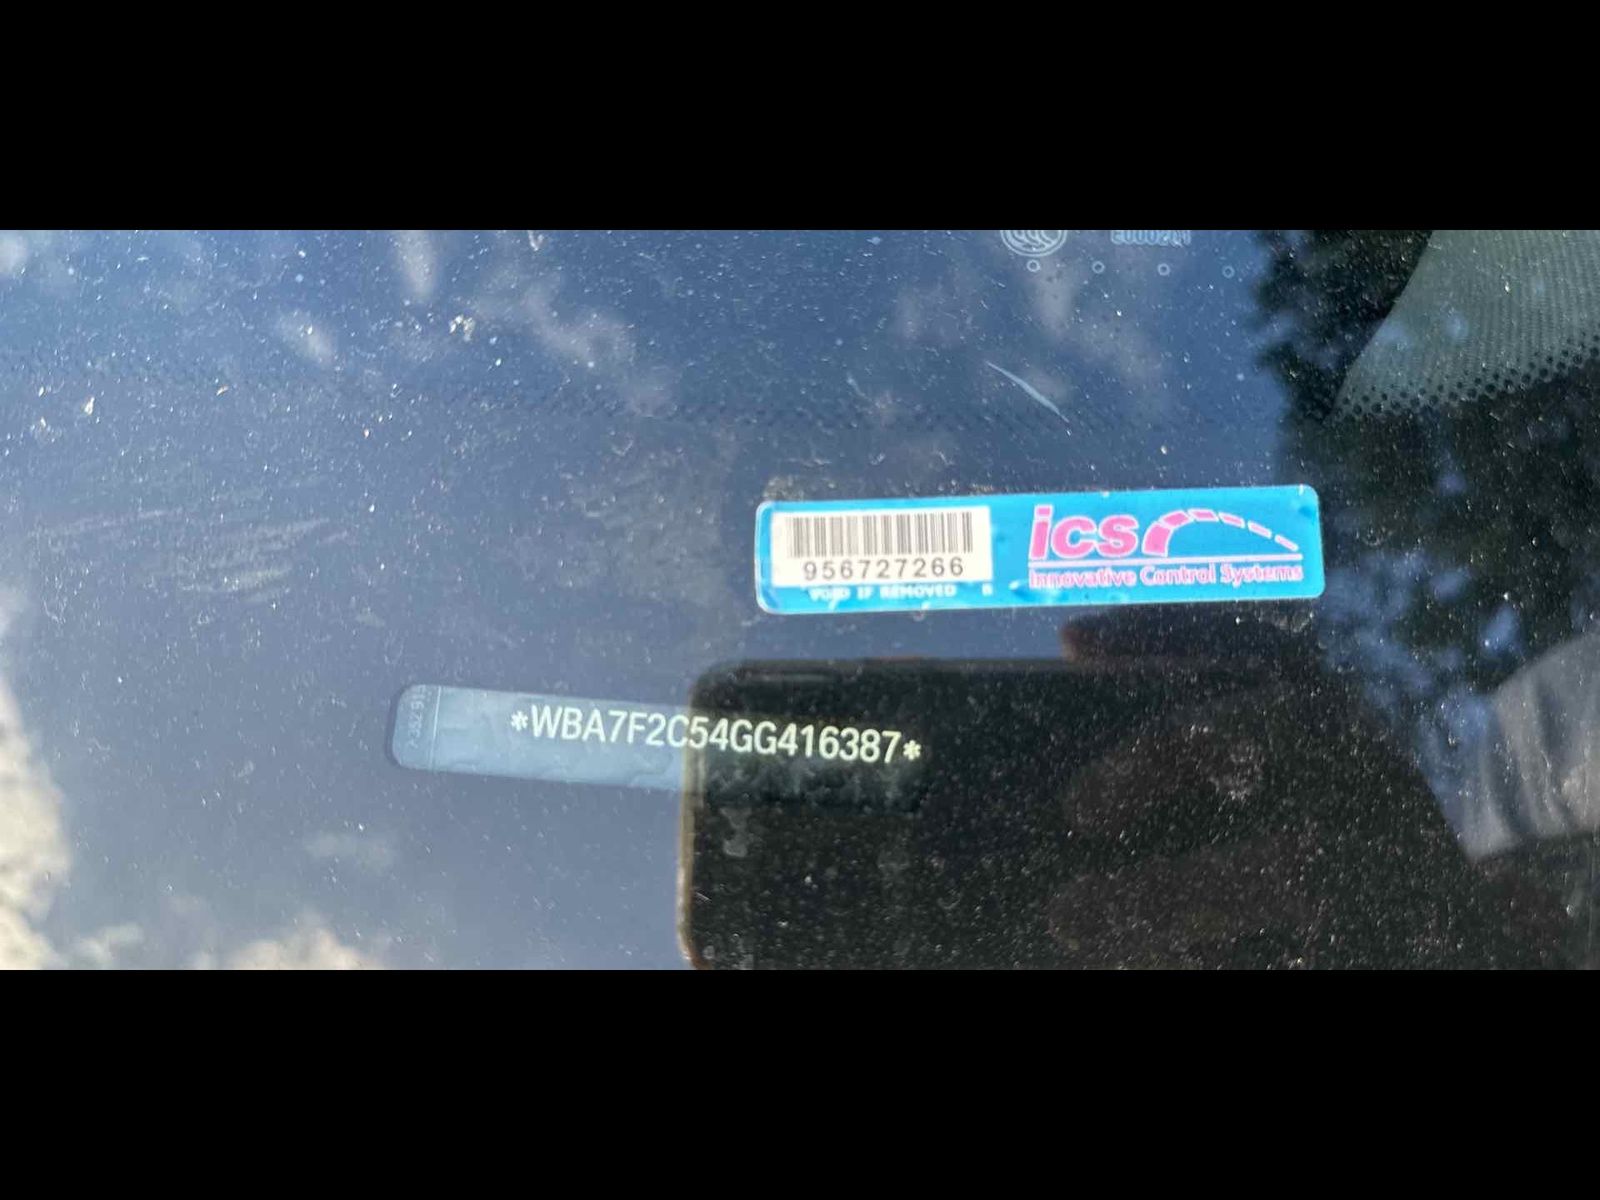 ics
956727266
Innovative Control Systems
VOID IF REMOVED
*WBA7F2C54GG416387*